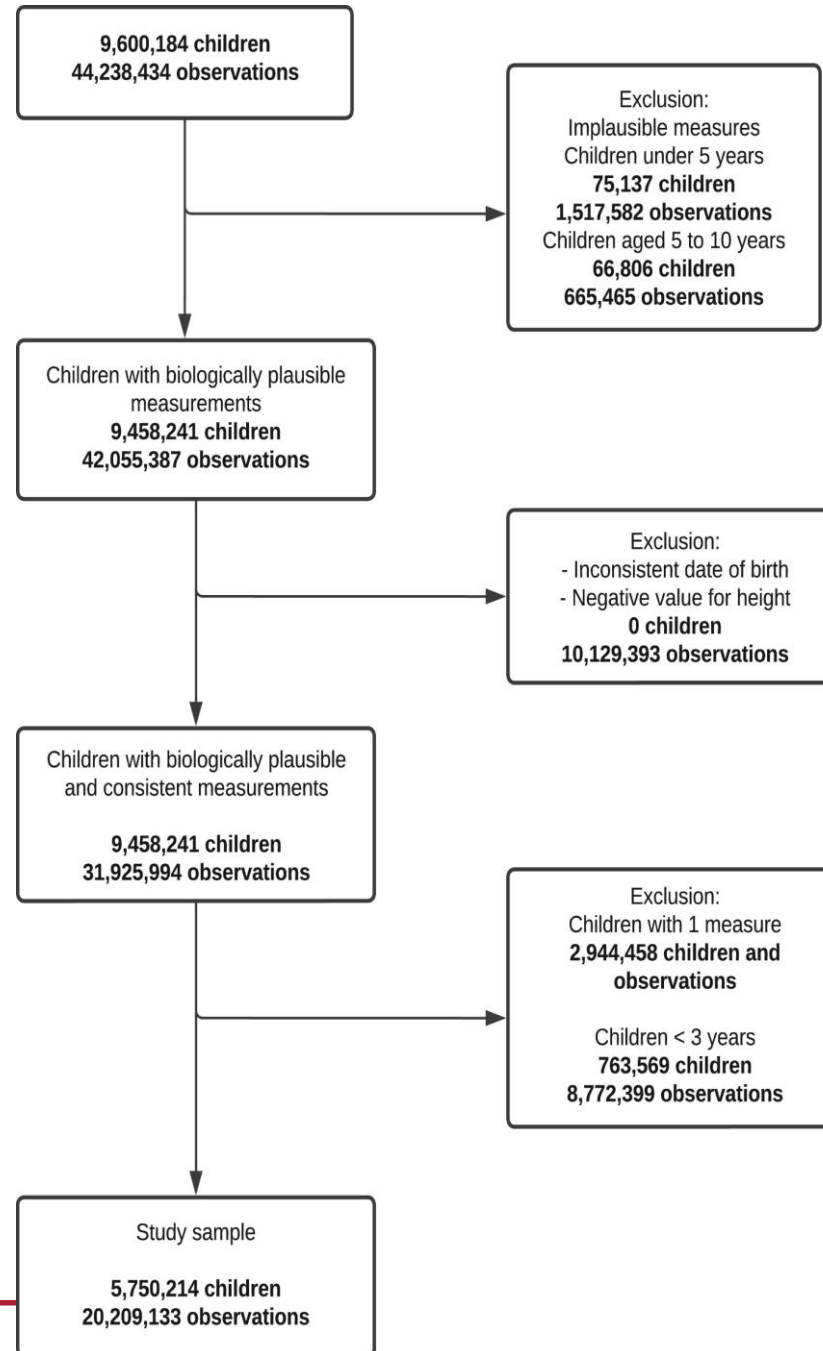 9,600,184 children
44,238,434 observations
Exclusion:
Implausible measures
Children under 5 years
75,137 children
1,517,582 observations
Children aged 5 to 10 years
66,806 children
665,465 observations
Children with biologically plausible
measurements
9,458,241 children
42,055,387 observations
Exclusion:
- Inconsistent date of birth
- Negative value for height
0 children
10,129,393 observations
Children with biologically plausible
and consistent measurements
9,458,241 children
31,925,994 observations
Exclusion:
Children with 1 measure
2,944,458 children and
observations
Children < 3 years
763,569 children
8,772,399 observations
Study sample
5,750,214 children
20,209,133 observations